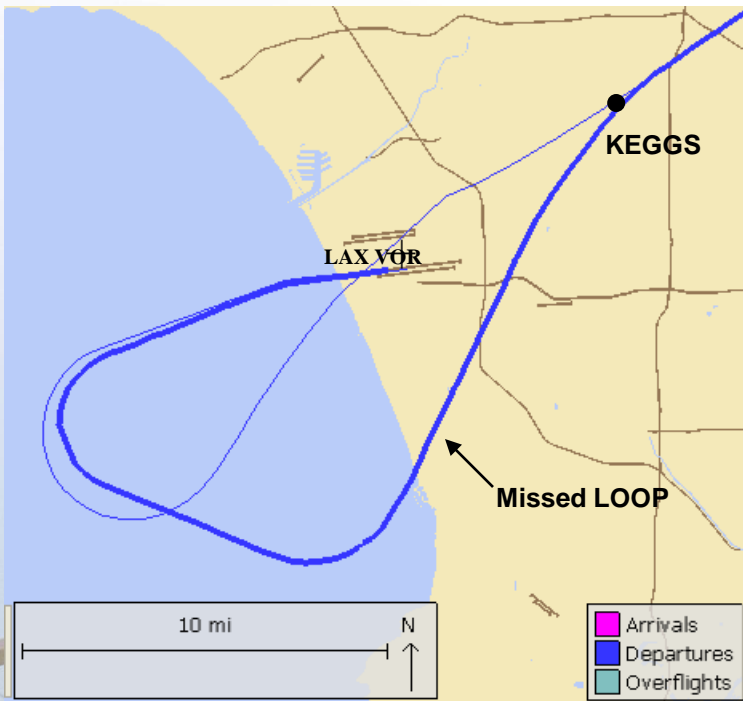 KEGGS
LAX VOR
Missed LOOP
10 mi
N
Arrivals
Departures
Overflights